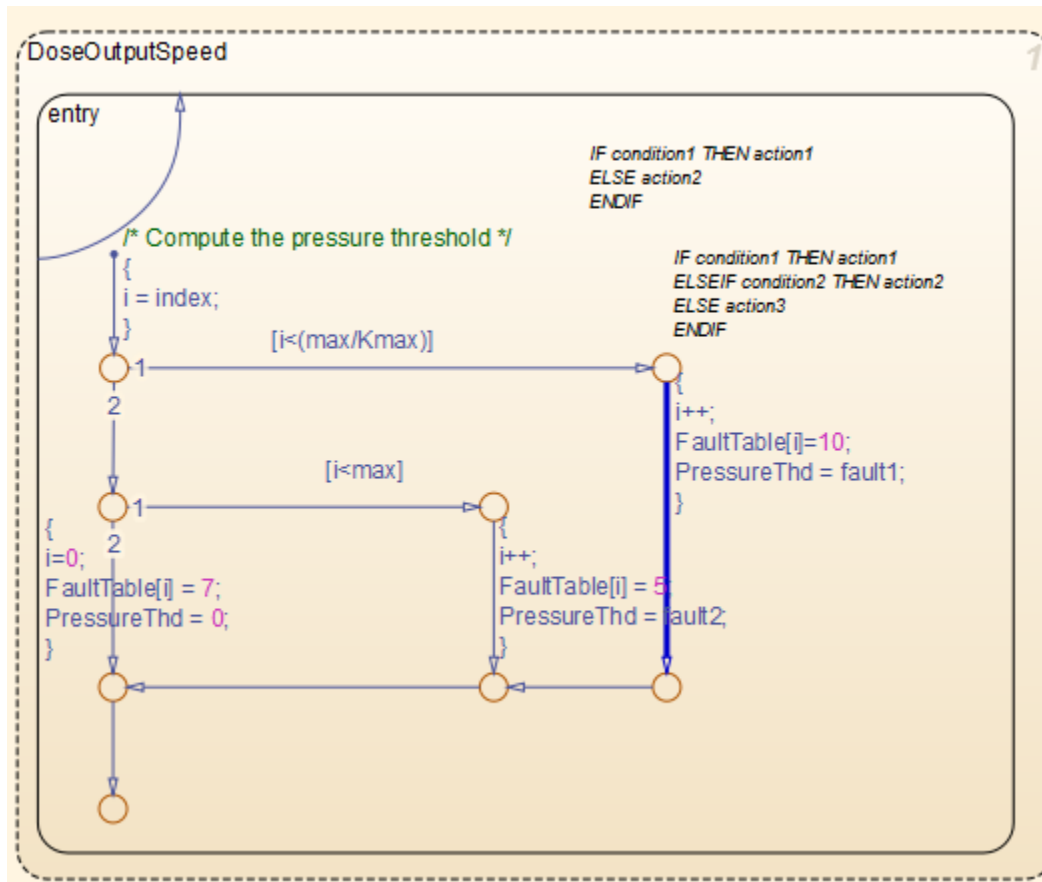 DoseOutputSpeed
1
entry
IF condition1 THEN action1
ELSE action2
ENDIF
/* Compute the pressure threshold */
{
i = index;
}
IF condition1 THEN action1
ELSEIF condition2 THEN action2
ELSE action3
ENDIF
[i<(max/Kmax)]
1
2
{
i++;
FaultTable[i]=10;
PressureThd = fault1;
}
[i<max]
1
2
{
i=0;
FaultTable[i] = 7;
PressureThd = 0;
}
{
i++;
FaultTable[i] = 5;
PressureThd = fault2;
}